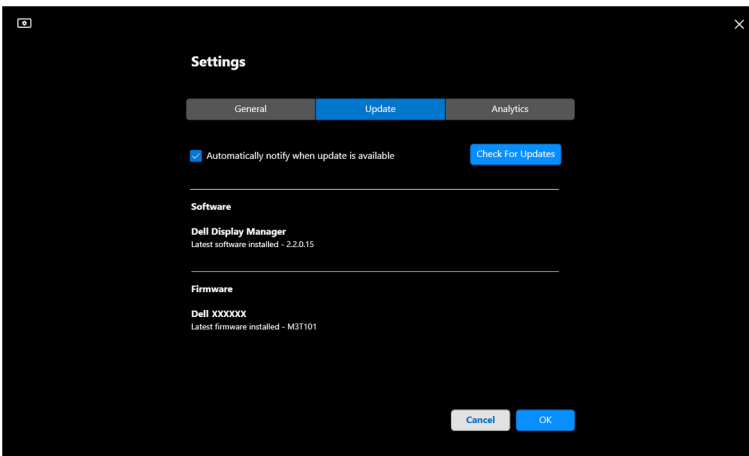 Settings
General
Update
Analytics
Automatically notify when update is available
Check For Updates
Software
Dell Display Manager
Latest software installed - 2.2.0.15
Firmware
Dell XXXXXX
Latest firmware installed - M3T101
Cancel
OK